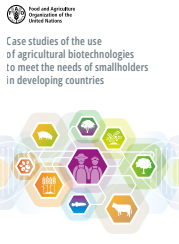 Food and Agriculture
Organization of the
United Nations
Case studies of the use
of agricultural biotechnologies
to meet the needs of smallholders
in developing countries